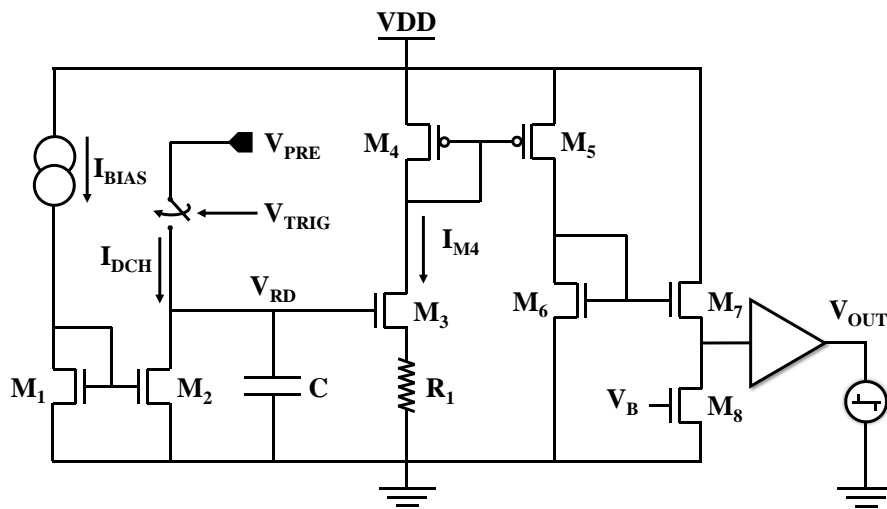 VDD
I_BIAS
V_PRE
V_TRIG
I_DCH
V_RD
M_4
M_5
I_M4
M_3
M_6
M_7
V_OUT
M_1
M_2
C
R_1
V_B
M_8